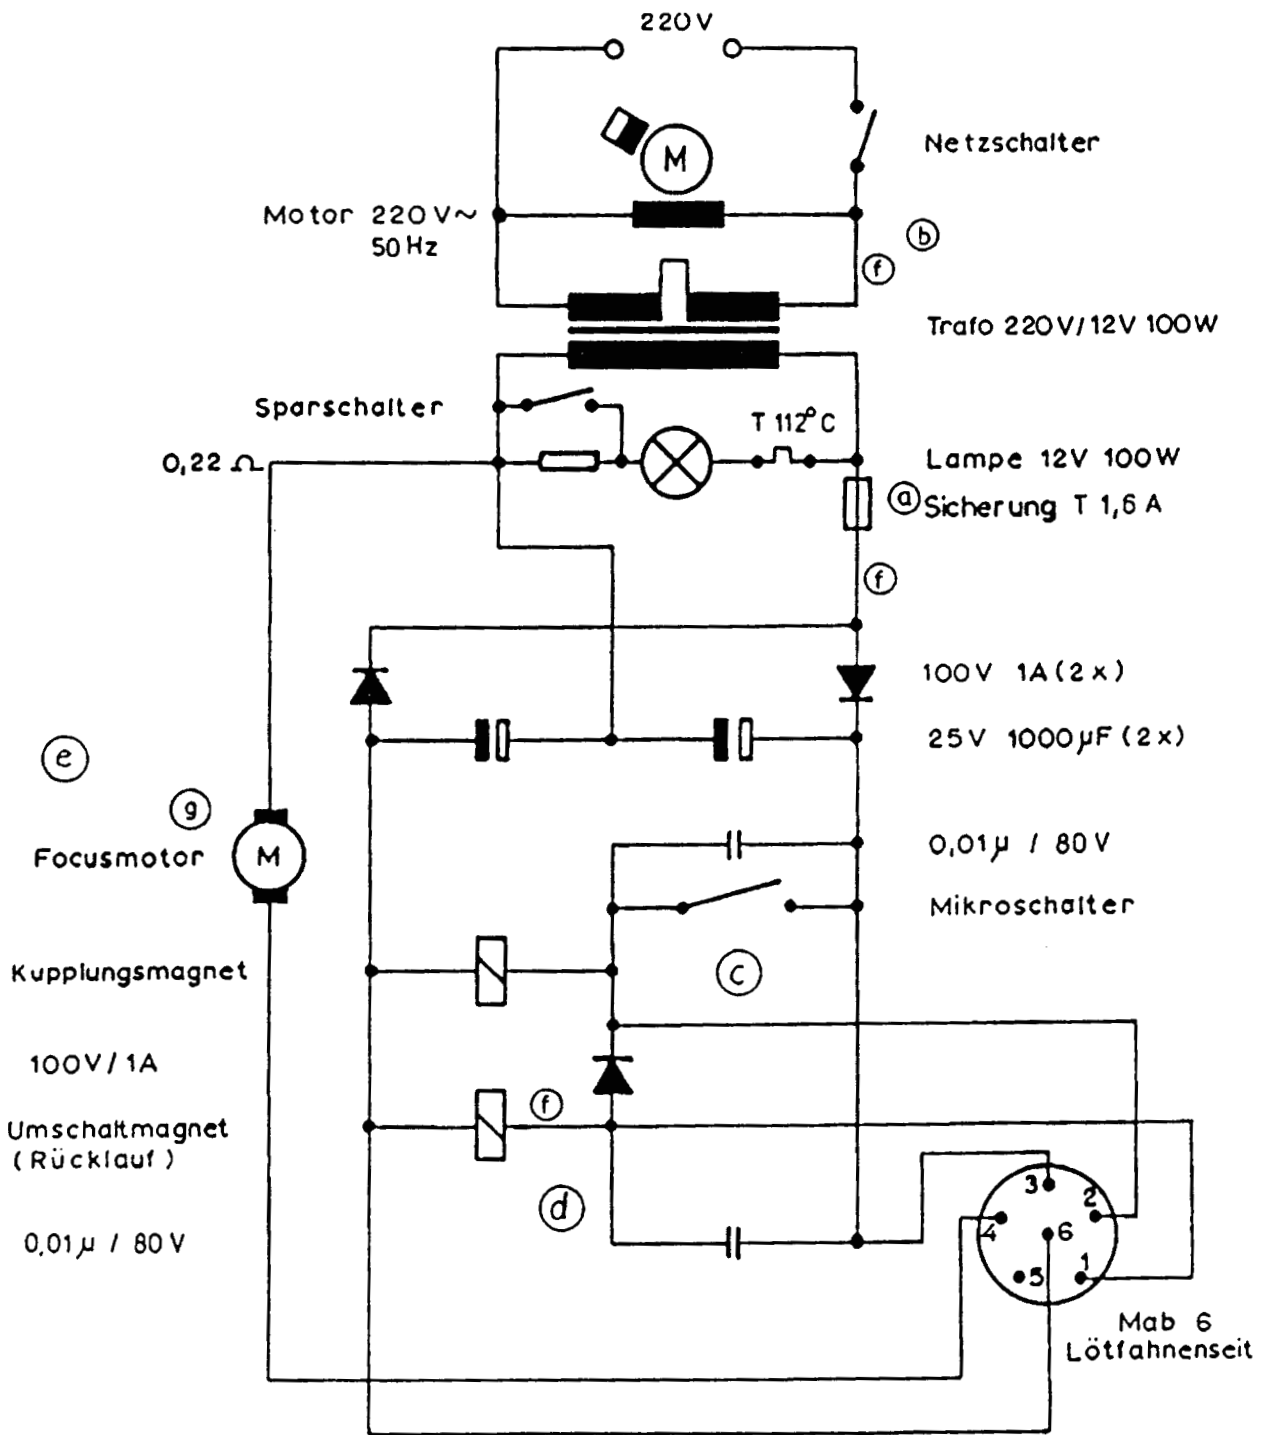 220V
Netzschalter
M
Motor 220V~
50Hz
b
f
Trafo 220V/12V 100W
Sparschalter
T 112°C
0,22 Ω
Lampe 12V 100W
a
Sicherung T 1,6 A
f
100V 1A (2x)
25V 1000µF (2x)
e
g
Focusmotor
M
0,01µ / 80V
Mikroschalter
Kupplungsmagnet
c
100V/1A
f
Umschaltmagnet
(Rücklauf)
d
3
2
4
6
5
1
0,01µ / 80V
Mab 6
Lötfahnenseit